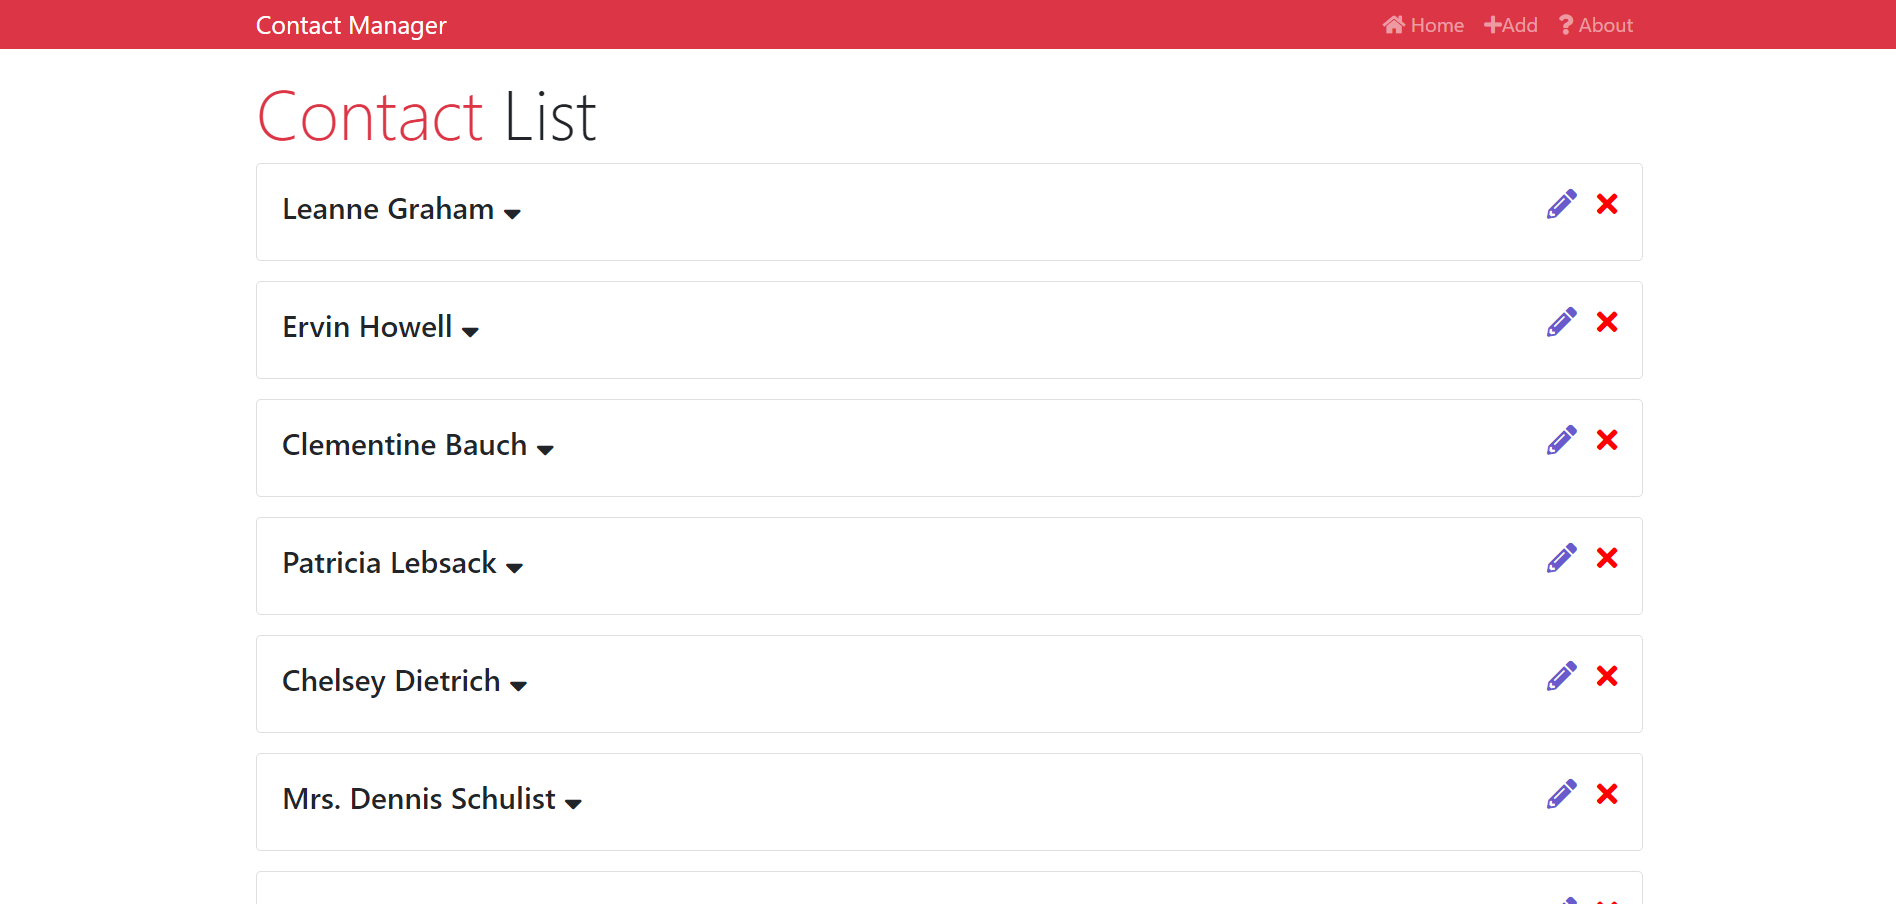 Contact Manager
Home
Add
? About
Contact List
Leanne Graham
Ervin Howell
Clementine Bauch
Patricia Lebsack
Chelsey Dietrich
Mrs. Dennis Schulist